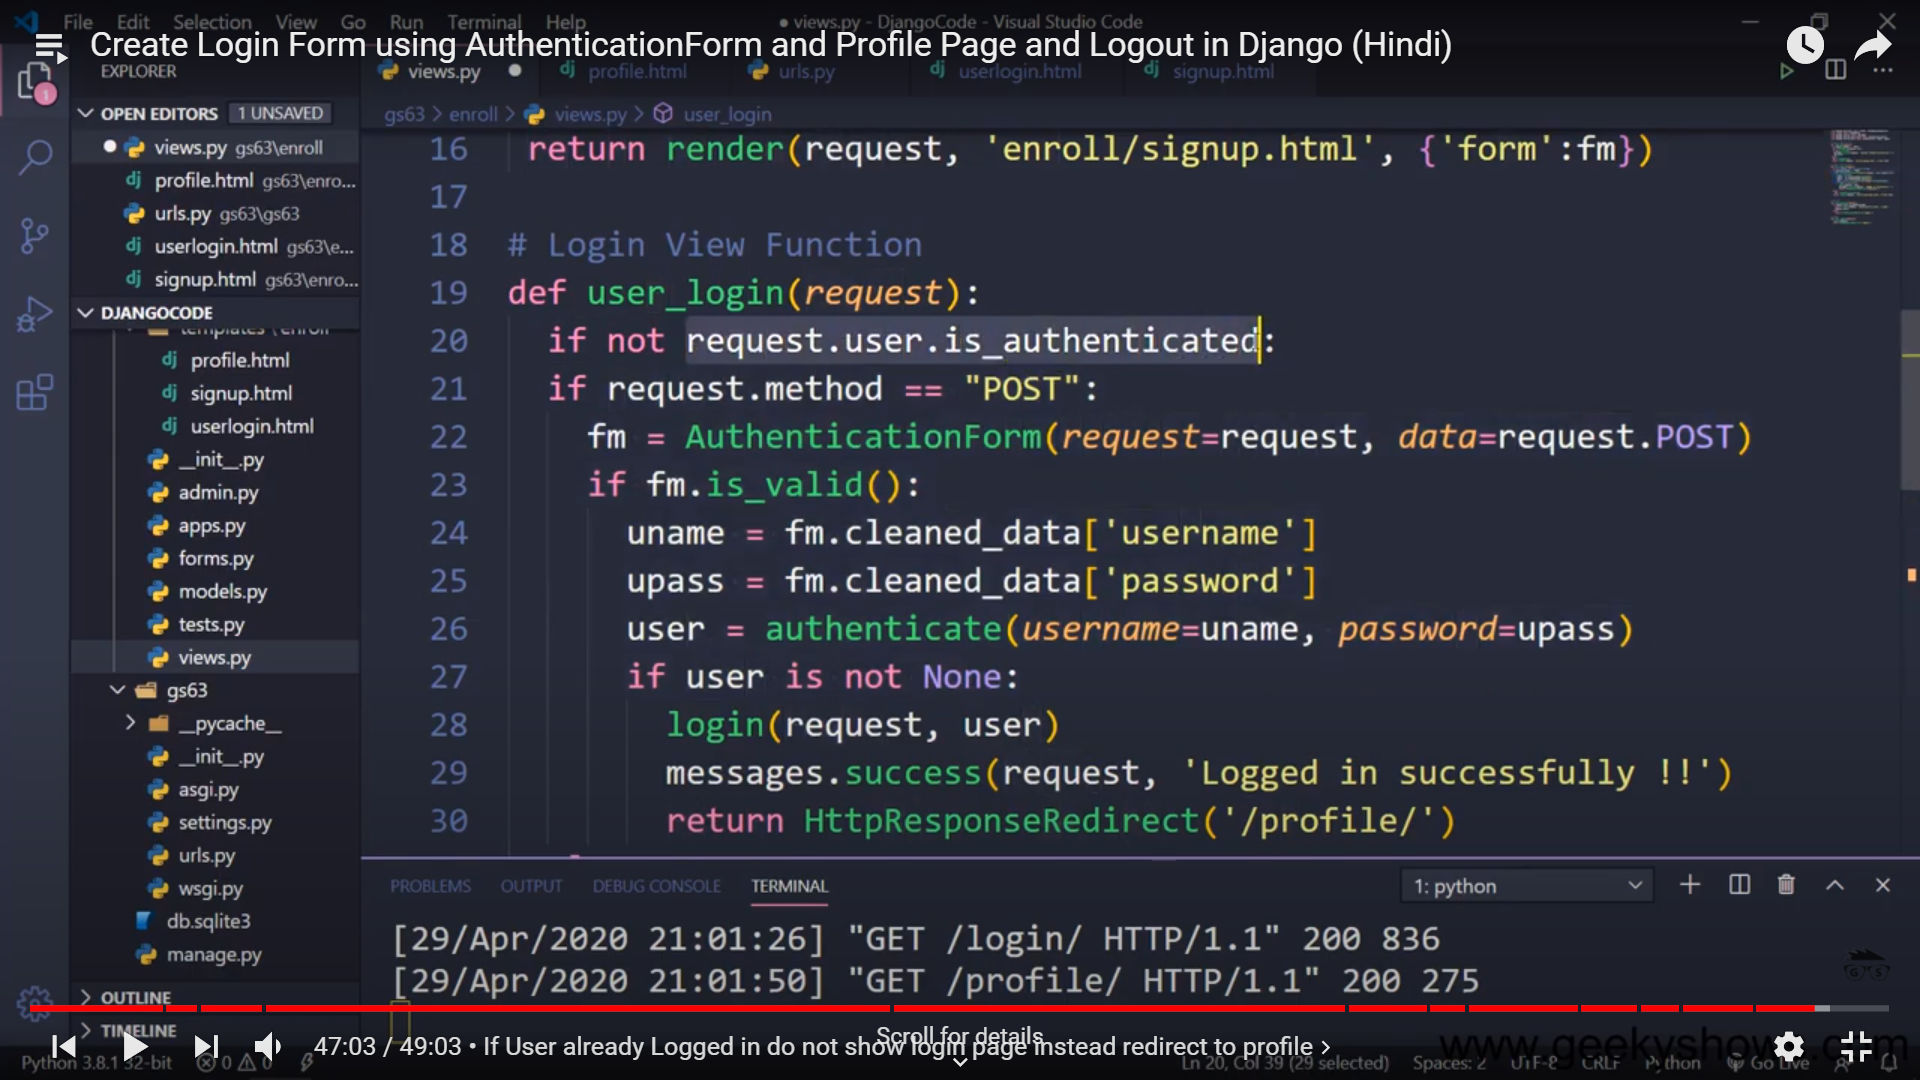 File Edit Selection View Go Run Terminal Help
● views.py - DjangoCode - Visual Studio Code
Create Login Form using AuthenticationForm and Profile Page and Logout in Django (Hindi)
EXPLORER
views.py
profile.html
urls.py
userlogin.html
signup.html
OPEN EDITORS 1 UNSAVED
views.py gs63\enroll
profile.html gs63\enro...
urls.py gs63\gs63
userlogin.html gs63\e...
signup.html gs63\enro...
DJANGOCODE
templates \ enroll
profile.html
signup.html
userlogin.html
__init__.py
admin.py
apps.py
forms.py
models.py
tests.py
views.py
gs63
__pycache__
__init__.py
asgi.py
settings.py
urls.py
wsgi.py
db.sqlite3
manage.py
OUTLINE
TIMELINE
gs63 > enroll > views.py > user_login
16 return render(request, 'enroll/signup.html', {'form':fm})
17
18 # Login View Function
19 def user_login(request):
20 if not request.user.is_authenticated:
21 if request.method == "POST":
22 fm = AuthenticationForm(request=request, data=request.POST)
23 if fm.is_valid():
24 uname = fm.cleaned_data['username']
25 upass = fm.cleaned_data['password']
26 user = authenticate(username=uname, password=upass)
27 if user is not None:
28 login(request, user)
29 messages.success(request, 'Logged in successfully !!')
30 return HttpResponseRedirect('/profile/')
PROBLEMS OUTPUT DEBUG CONSOLE TERMINAL
1: python
[29/Apr/2020 21:01:26] "GET /login/ HTTP/1.1" 200 836
[29/Apr/2020 21:01:50] "GET /profile/ HTTP/1.1" 200 275
Scroll for details
47:03 / 49:03 • If User already Logged in do not show login page instead redirect to profile >
Python 3.8.1 32-bit 0 0
Ln 20, Col 39 (29 selected) Spaces: 2 UTF-8 CRLF Python Go Live